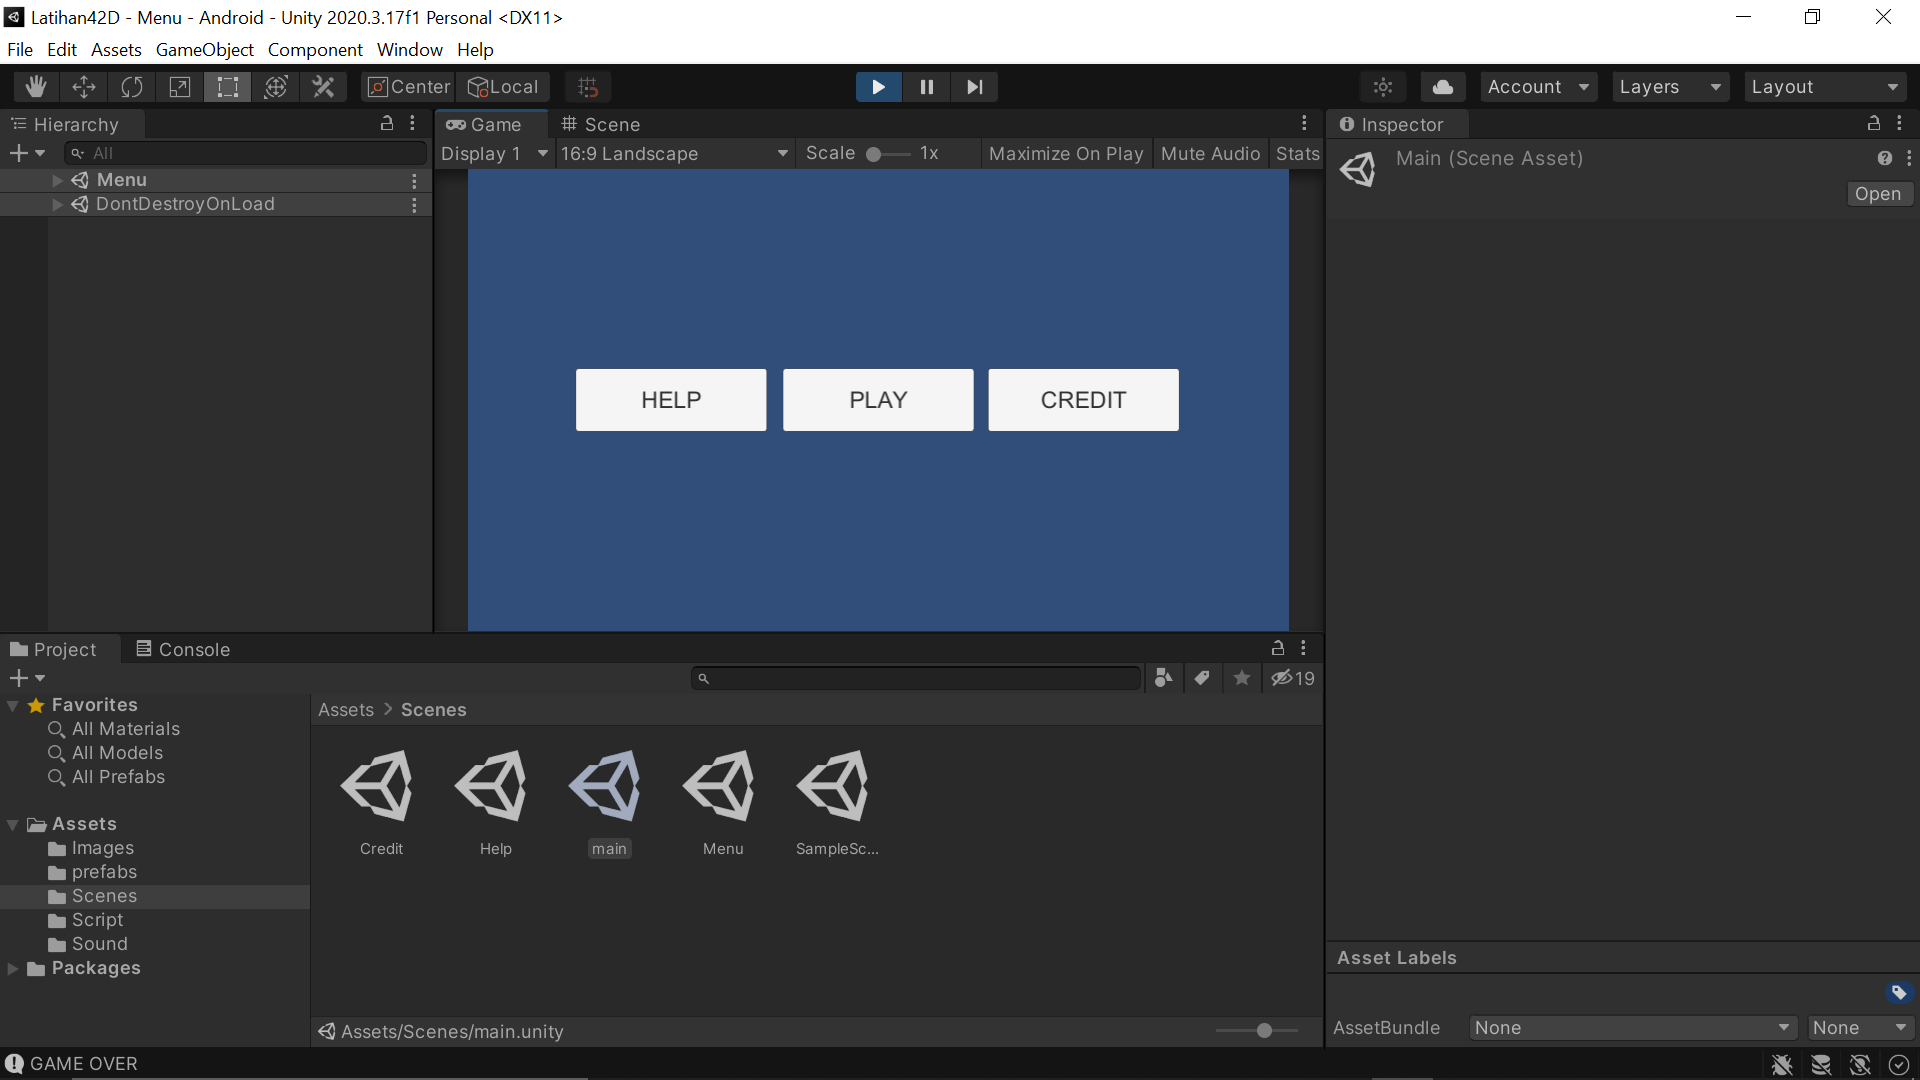 Latihan42D - Menu - Android - Unity 2020.3.17f1 Personal <DX11>
File Edit Assets GameObject Component Window Help
Center Local Account Layers Layout
Hierarchy
All
Menu
DontDestroyOnLoad
Game Scene
Display 1 16:9 Landscape Scale 1x Maximize On Play Mute Audio Stats
HELP PLAY CREDIT
Inspector
Main (Scene Asset)
Open
Project Console
19
Favorites
All Materials
All Models
All Prefabs
Assets
Images
prefabs
Scenes
Script
Sound
Packages
Assets > Scenes
Credit Help main Menu SampleSc...
Assets/Scenes/main.unity
Asset Labels
AssetBundle None None
GAME OVER